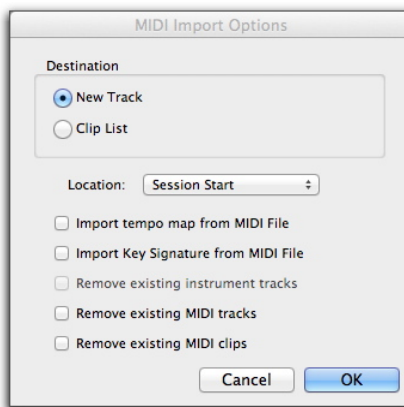 MIDI Import Options
Destination
New Track
Clip List
Location: Session Start
Import tempo map from MIDI File
Import Key Signature from MIDI File
Remove existing instrument tracks
Remove existing MIDI tracks
Remove existing MIDI clips
Cancel OK